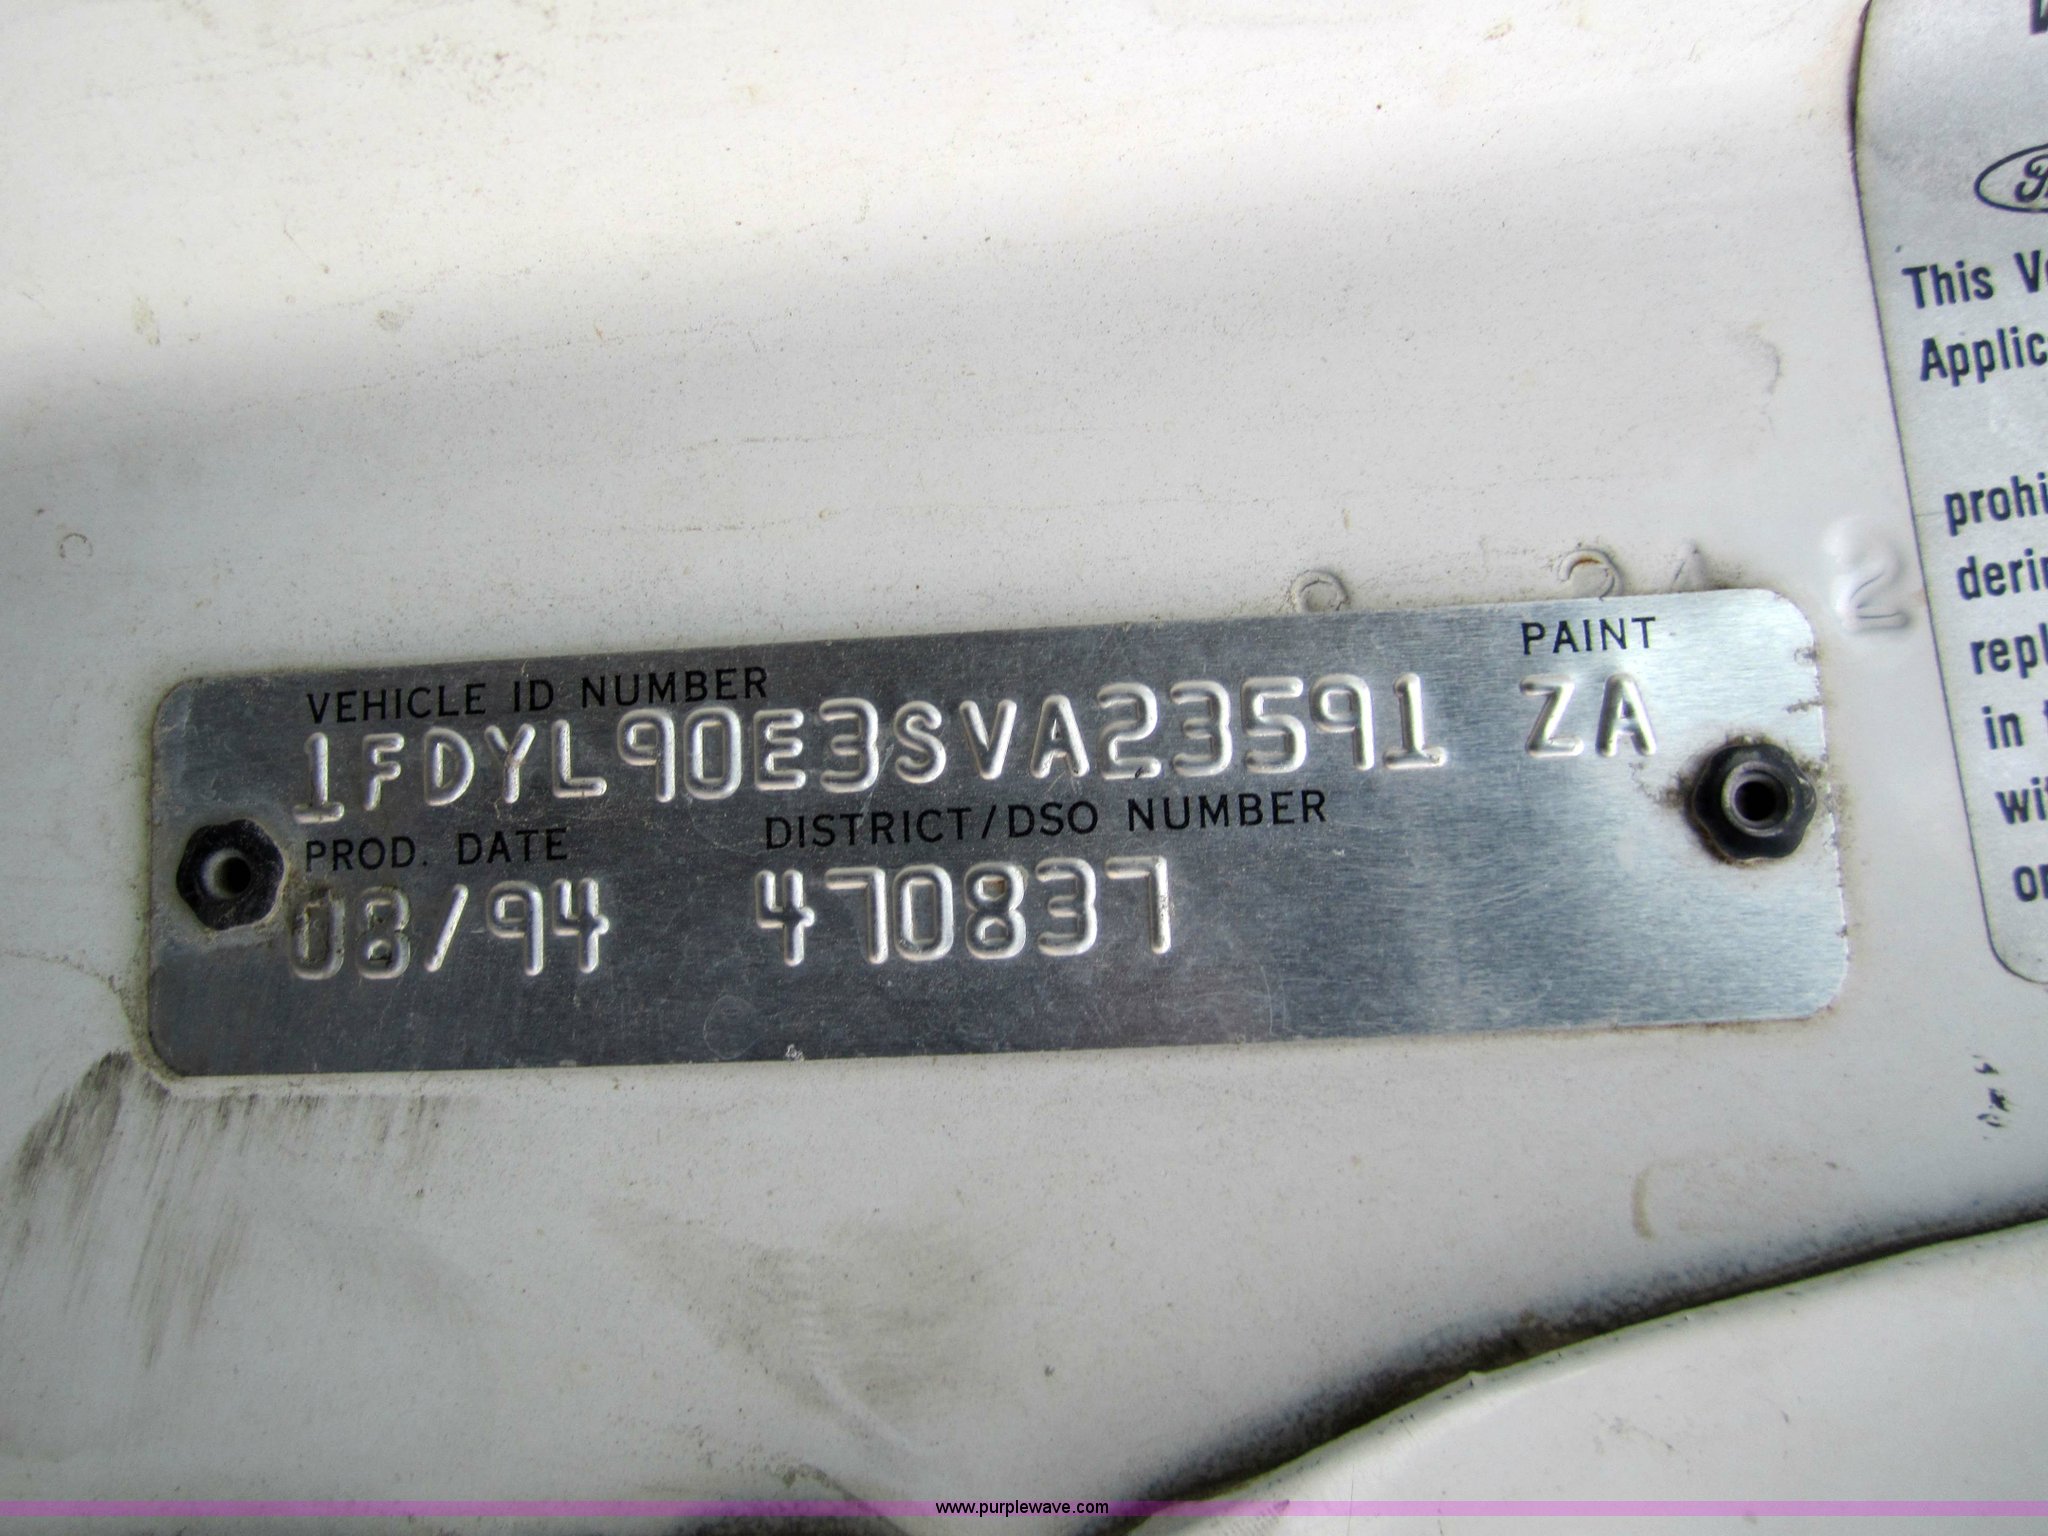 VEHICLE ID NUMBER PAINT
1FDYL90E3SVA23591 ZA
PROD. DATE DISTRICT/DSO NUMBER
08/94 470837
2
This
Applic
prohi
derin
repl
in
wi
or
www.purplewave.com